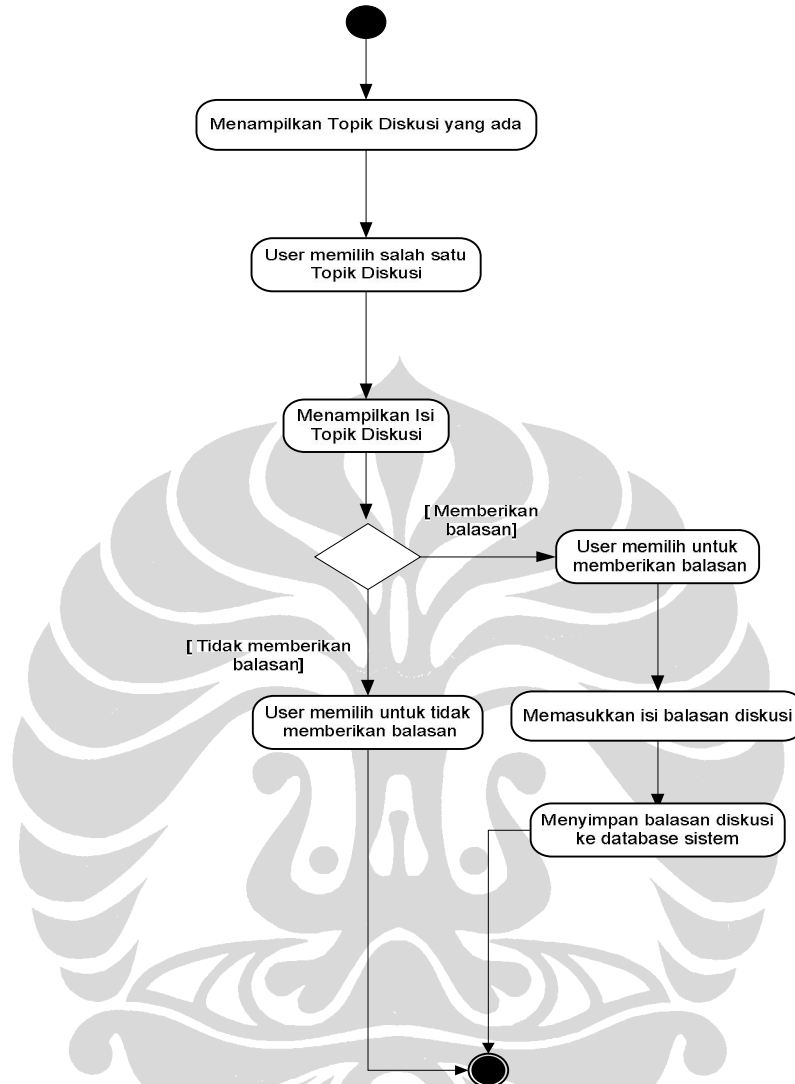 Menampilkan Topik Diskusi yang ada
User memilih salah satu
Topik Diskusi
Menampilkan Isi
Topik Diskusi
[ Memberikan
balasan]
User memilih untuk
memberikan balasan
[ Tidak memberikan
balasan]
User memilih untuk tidak
memberikan balasan
Memasukkan isi balasan diskusi
Menyimpan balasan diskusi
ke database sistem